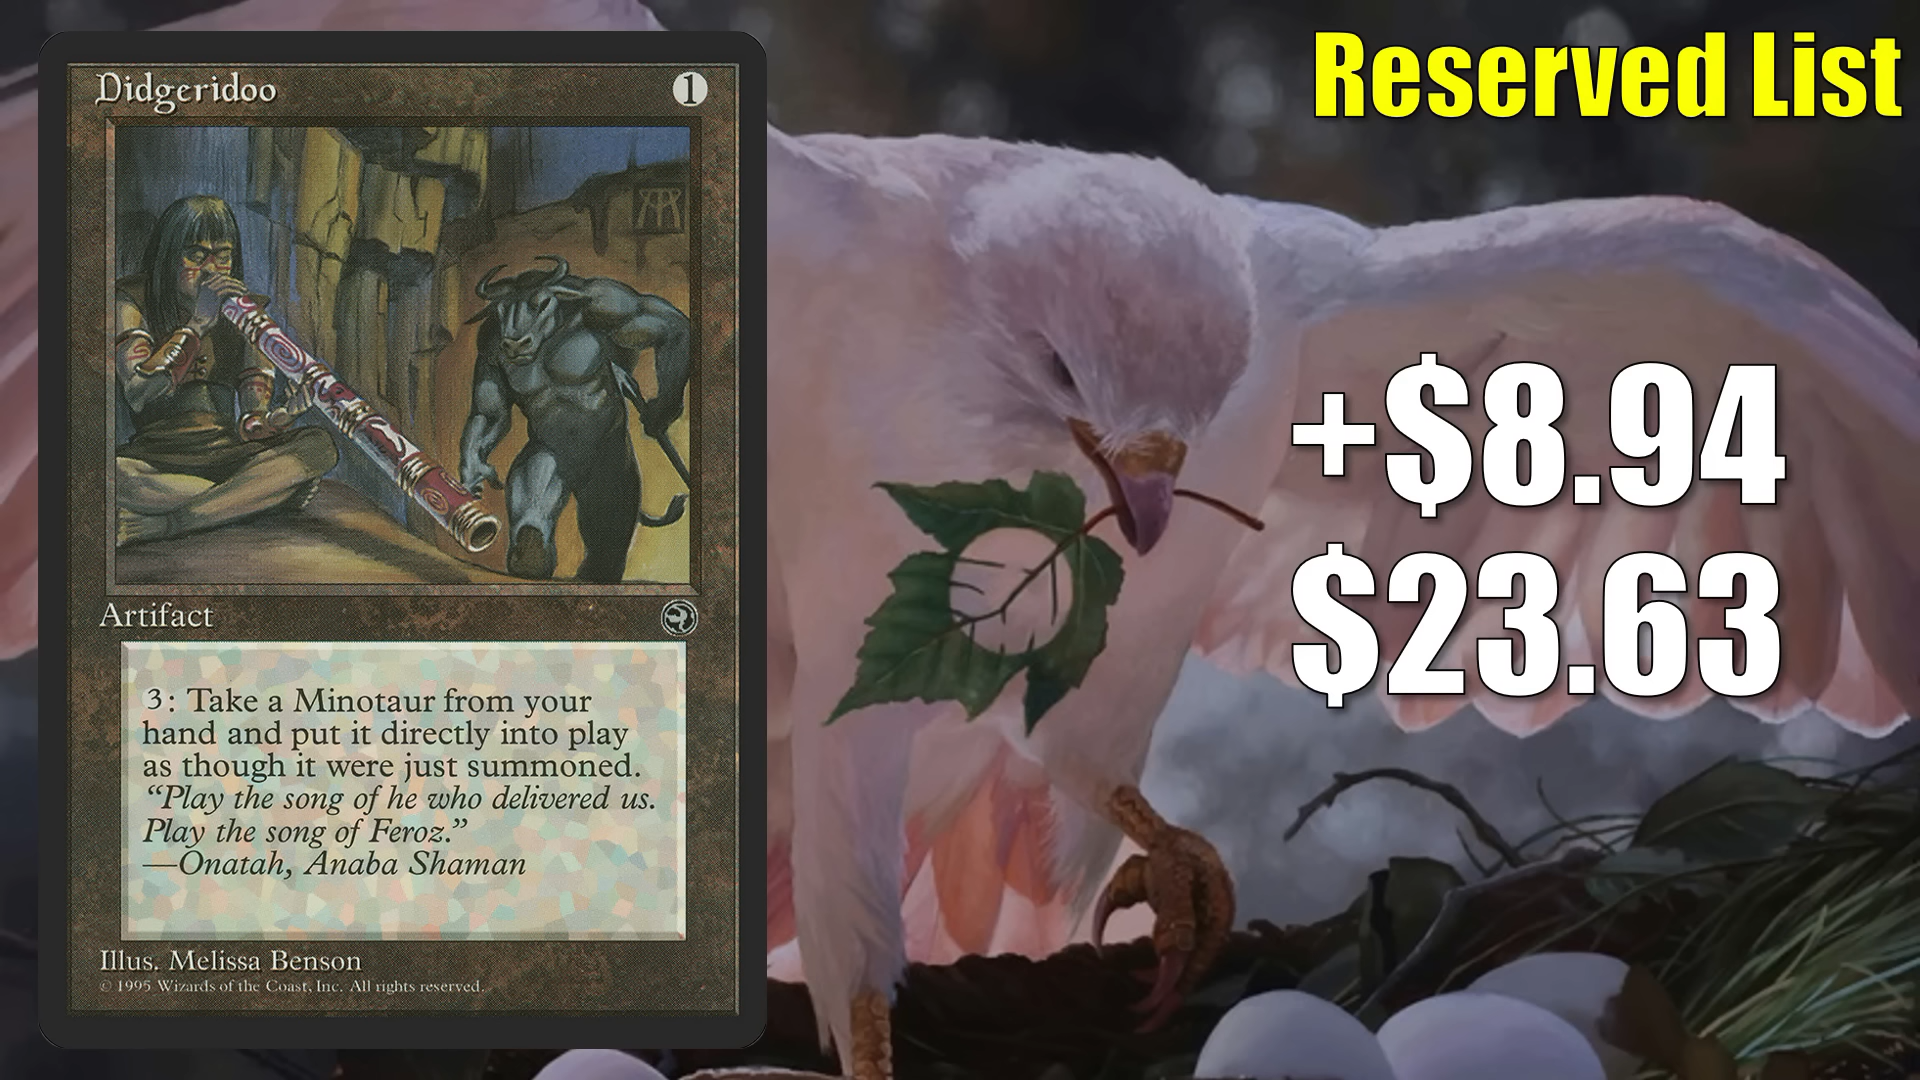 Didgeridoo
1
Artifact
3: Take a Minotaur from your
hand and put it directly into play
as though it were just summoned.
“Play the song of he who delivered us.
Play the song of Feroz.”
—Onatah, Anaba Shaman
Illus. Melissa Benson
© 1995 Wizards of the Coast, Inc. All rights reserved.
Reserved List
+$8.94
$23.63